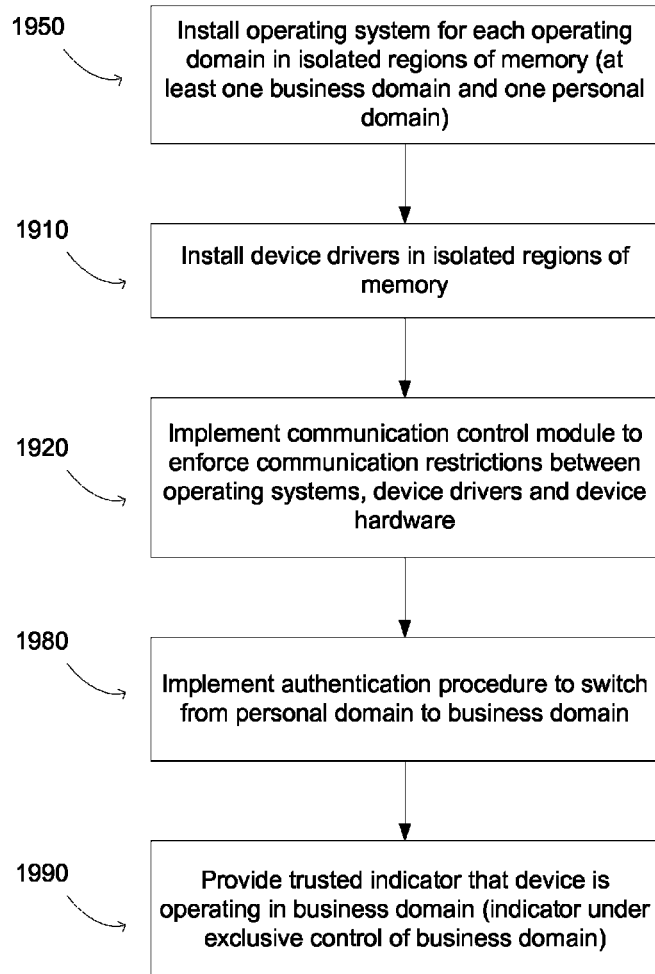 1950
Install operating system for each operating
domain in isolated regions of memory (at
least one business domain and one personal
domain)
1910
Install device drivers in isolated regions of
memory
1920
Implement communication control module to
enforce communication restrictions between
operating systems, device drivers and device
hardware
1980
Implement authentication procedure to switch
from personal domain to business domain
1990
Provide trusted indicator that device is
operating in business domain (indicator under
exclusive control of business domain)